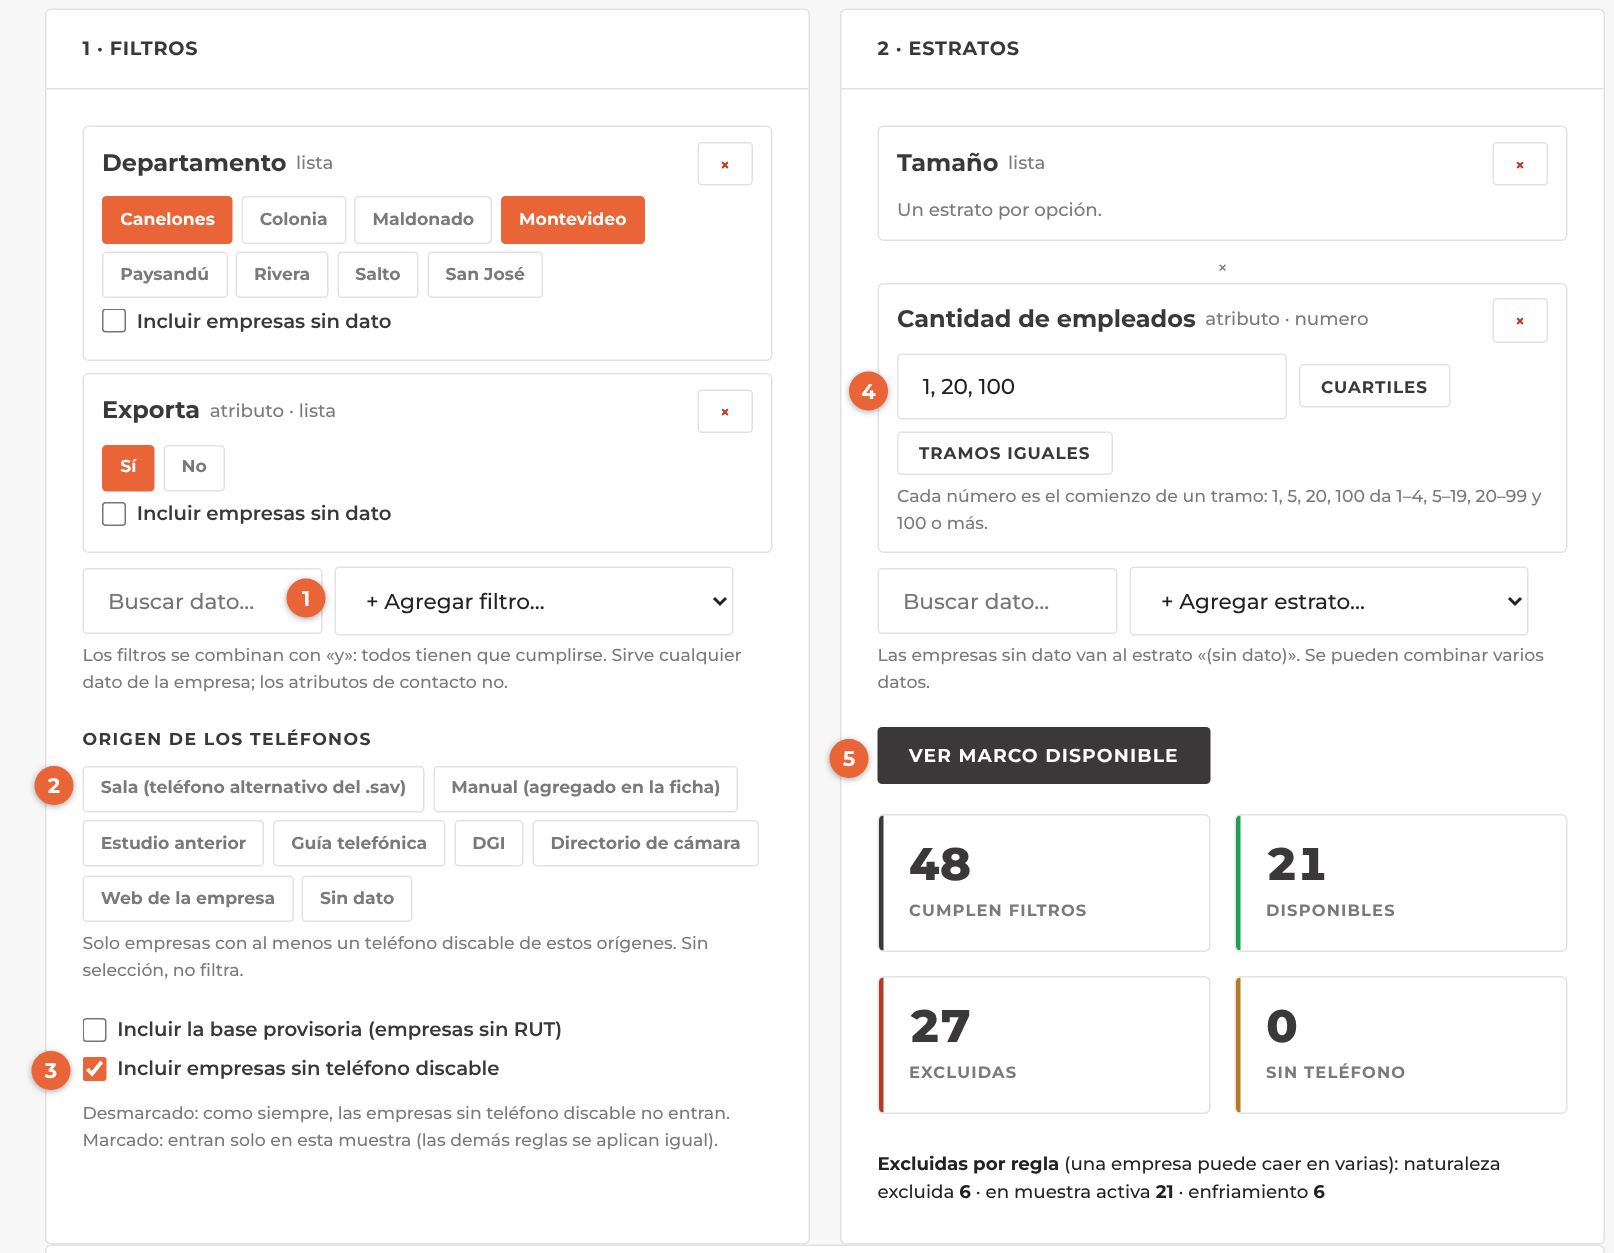 1 · FILTROS
Departamento lista
×
Canelones
Colonia
Maldonado
Montevideo
Paysandú
Rivera
Salto
San José
Incluir empresas sin dato
Exporta atributo · lista
×
Sí
No
Incluir empresas sin dato
Buscar dato...
1
+ Agregar filtro...
Los filtros se combinan con «y»: todos tienen que cumplirse. Sirve cualquier
dato de la empresa; los atributos de contacto no.
ORIGEN DE LOS TELÉFONOS
2
Sala (teléfono alternativo del .sav)
Manual (agregado en la ficha)
Estudio anterior
Guía telefónica
DGI
Directorio de cámara
Web de la empresa
Sin dato
Solo empresas con al menos un teléfono discable de estos orígenes. Sin
selección, no filtra.
Incluir la base provisoria (empresas sin RUT)
3
Incluir empresas sin teléfono discable
Desmarcado: como siempre, las empresas sin teléfono discable no entran.
Marcado: entran solo en esta muestra (las demás reglas se aplican igual).
2 · ESTRATOS
Tamaño lista
×
Un estrato por opción.
×
Cantidad de empleados atributo · numero
×
4
1, 20, 100
CUARTILES
TRAMOS IGUALES
Cada número es el comienzo de un tramo: 1, 5, 20, 100 da 1–4, 5–19, 20–99 y
100 o más.
Buscar dato...
+ Agregar estrato...
Las empresas sin dato van al estrato «(sin dato)». Se pueden combinar varios
datos.
5
VER MARCO DISPONIBLE
48
CUMPLEN FILTROS
21
DISPONIBLES
27
EXCLUIDAS
0
SIN TELÉFONO
Excluidas por regla (una empresa puede caer en varias): naturaleza
excluida 6 · en muestra activa 21 · enfriamiento 6